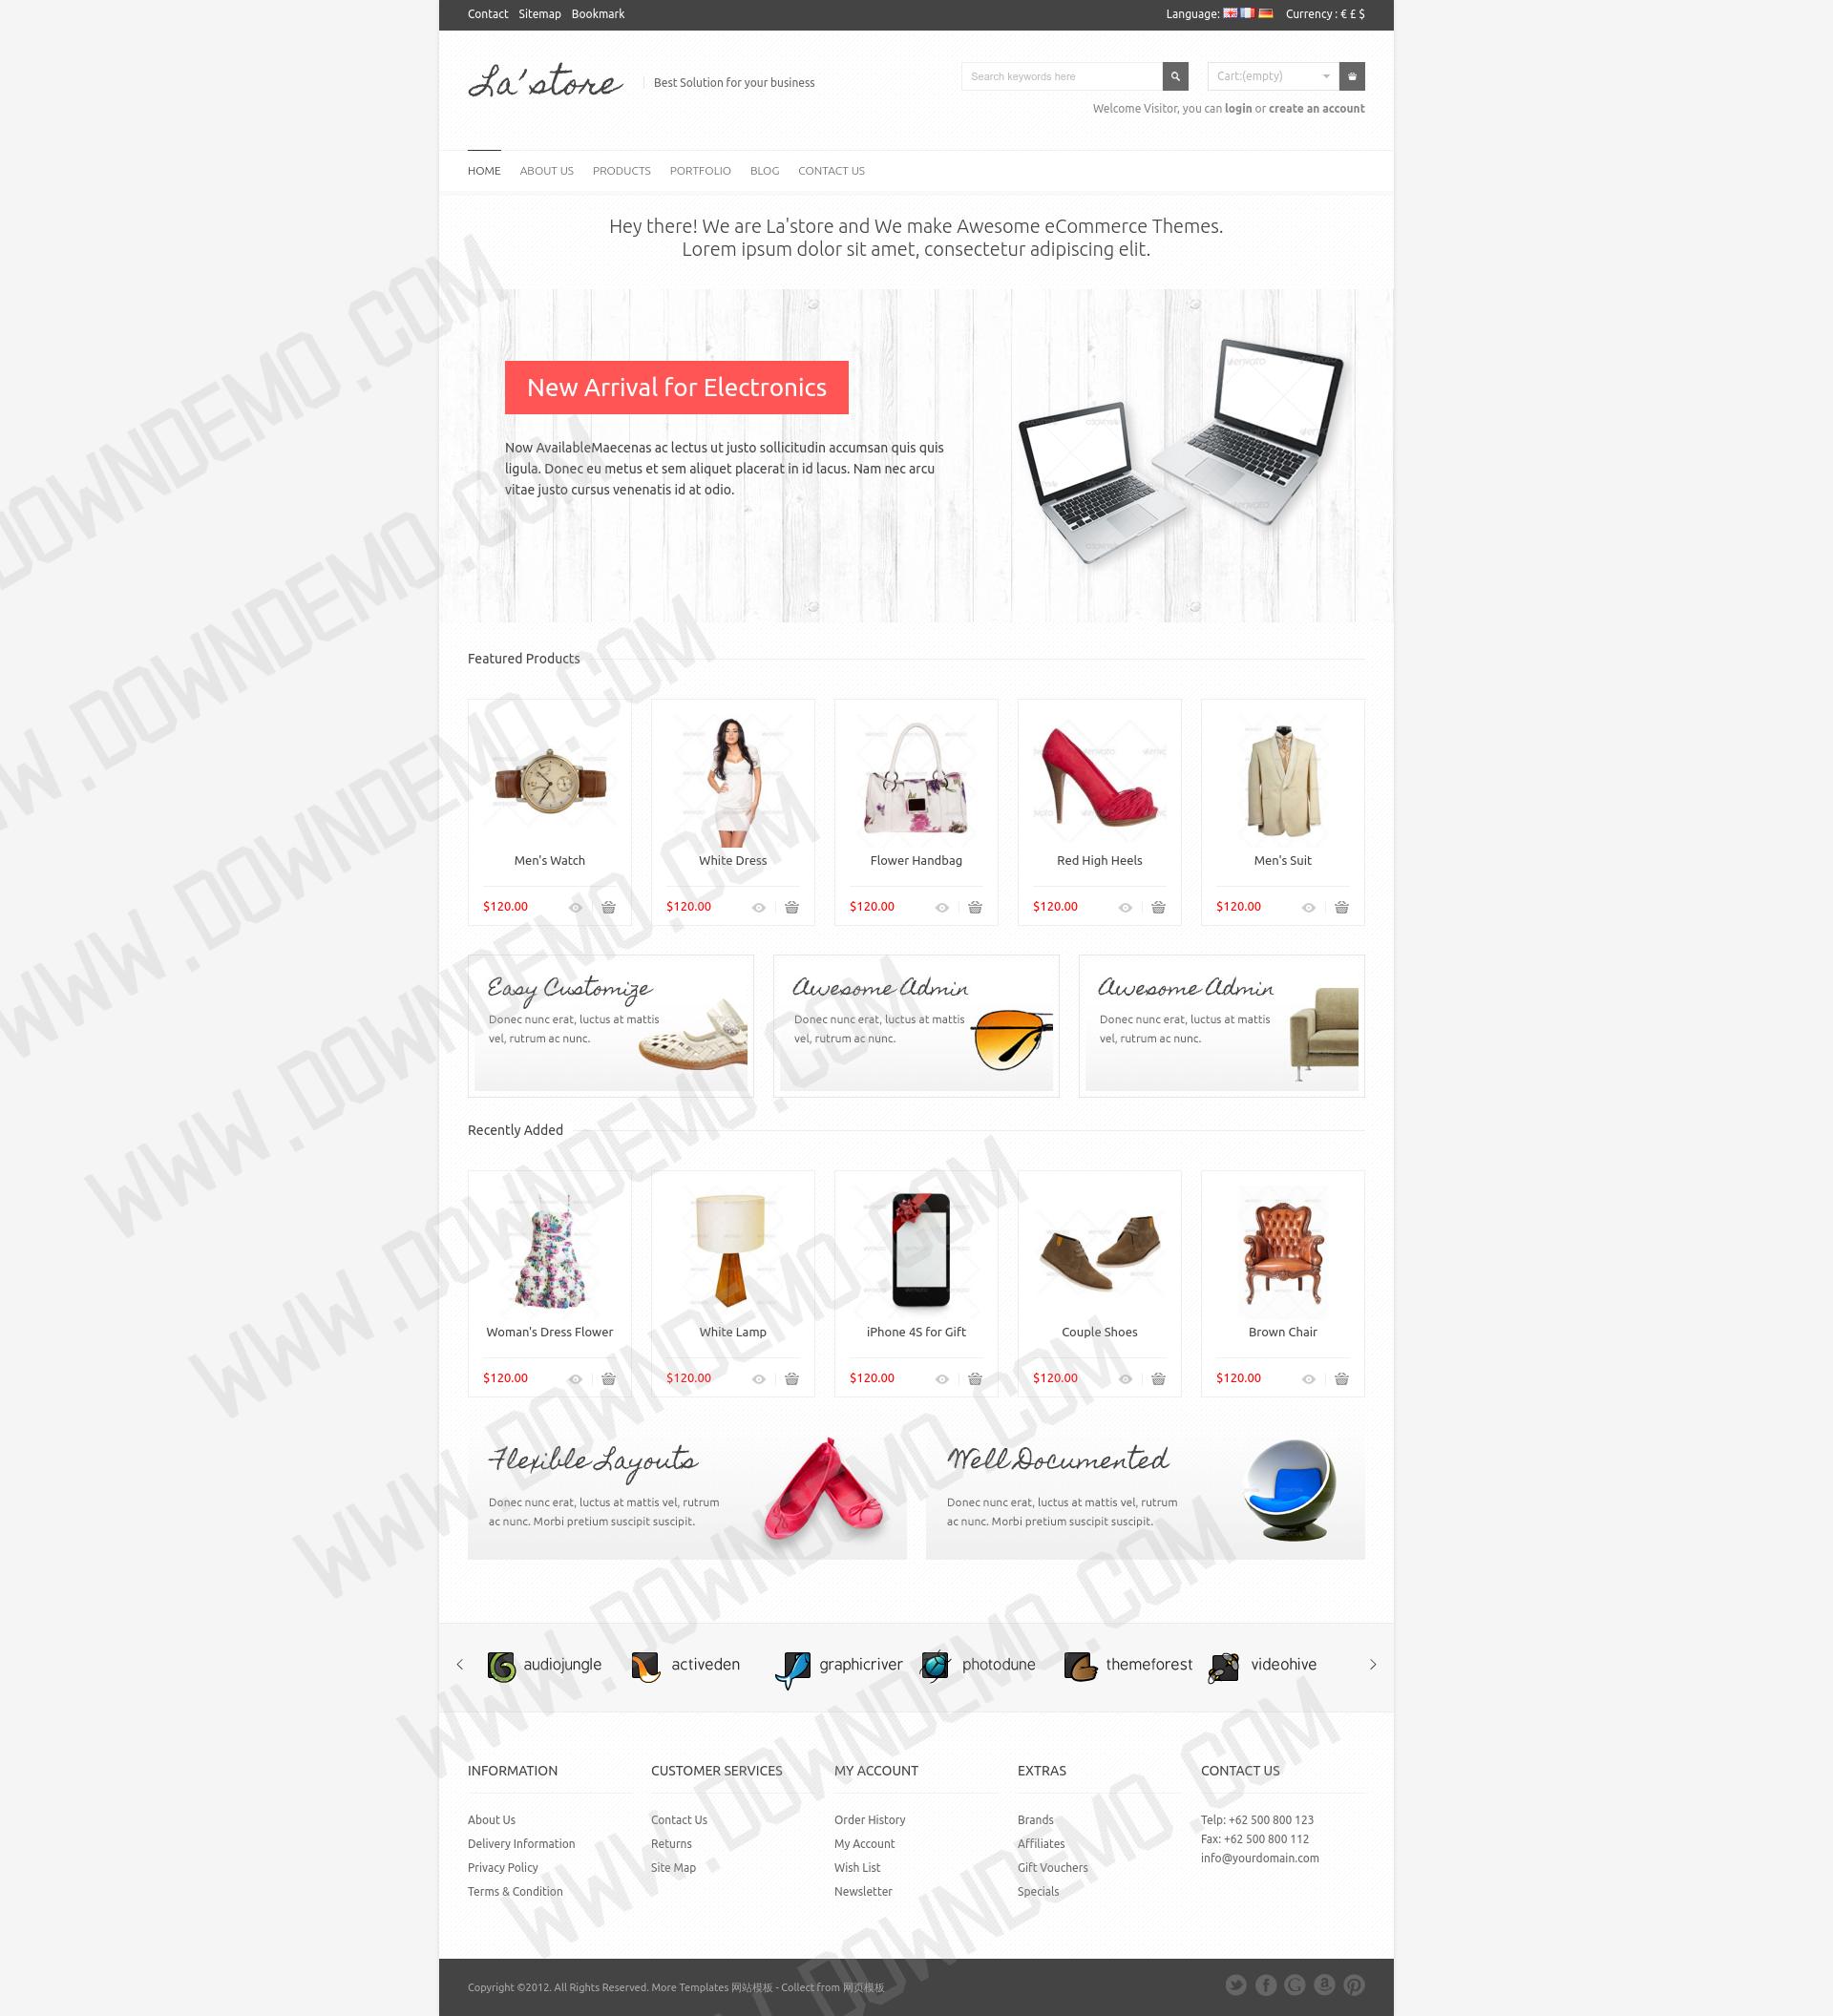 Contact Sitemap Bookmark
Language: Currency : € £ $
La'store
Best Solution for your business
Search keywords here
Cart:(empty)
Welcome Visitor, you can login or create an account
HOME ABOUT US PRODUCTS PORTFOLIO BLOG CONTACT US
Hey there! We are La'store and We make Awesome eCommerce Themes.
Lorem ipsum dolor sit amet, consectetur adipiscing elit.
New Arrival for Electronics
Now AvailableMaecenas ac lectus ut justo sollicitudin accumsan quis quis
ligula. Donec eu metus et sem aliquet placerat in id lacus. Nam nec arcu
vitae justo cursus venenatis id at odio.
Featured Products
Men's Watch
$120.00
White Dress
$120.00
Flower Handbag
$120.00
Red High Heels
$120.00
Men's Suit
$120.00
Easy Customize
Donec nunc erat, luctus at mattis
vel, rutrum ac nunc.
Awesome Admin
Donec nunc erat, luctus at mattis
vel, rutrum ac nunc.
Awesome Admin
Donec nunc erat, luctus at mattis
vel, rutrum ac nunc.
Recently Added
Woman's Dress Flower
$120.00
White Lamp
$120.00
iPhone 4S for Gift
$120.00
Couple Shoes
$120.00
Brown Chair
$120.00
Flexible Layouts
Donec nunc erat, luctus at mattis vel, rutrum
ac nunc. Morbi pretium suscipit suscipit.
Well Documented
Donec nunc erat, luctus at mattis vel, rutrum
ac nunc. Morbi pretium suscipit suscipit.
audiojungle activeden graphicriver photodune themeforest videohive
INFORMATION
About Us
Delivery Information
Privacy Policy
Terms & Condition
CUSTOMER SERVICES
Contact Us
Returns
Site Map
MY ACCOUNT
Order History
My Account
Wish List
Newsletter
EXTRAS
Brands
Affiliates
Gift Vouchers
Specials
CONTACT US
Telp: +62 500 800 123
Fax: +62 500 800 112
info@yourdomain.com
Copyright ©2012. All Rights Reserved. More Templates 网站模板 - Collect from 网页模板
WWW.DOWNDEMO.COM